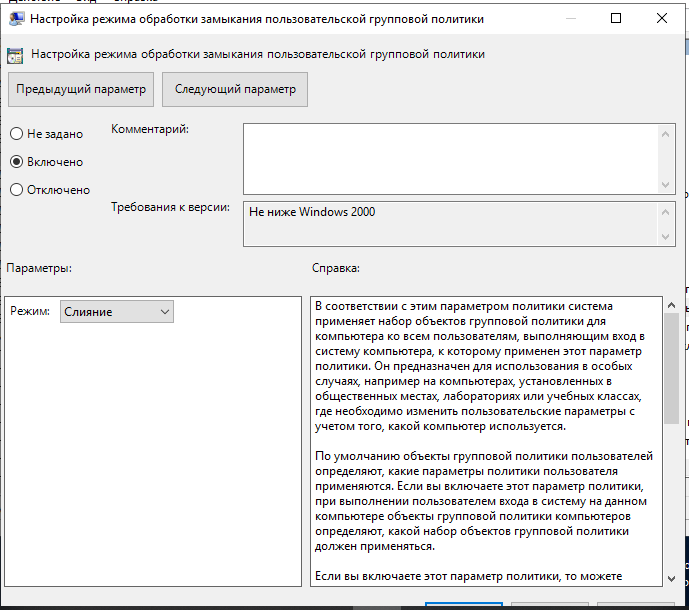 Настройка режима обработки замыкания пользовательской групповой политики
Настройка режима обработки замыкания пользовательской групповой политики
Предыдущий параметр
Следующий параметр
Не задано
Включено
Отключено
Комментарий:
Требования к версии:
Не ниже Windows 2000
Параметры:
Справка:
Режим:
Слияние
В соответствии с этим параметром политики система
применяет набор объектов групповой политики для
компьютера ко всем пользователям, выполняющим вход в
систему компьютера, к которому применен этот параметр
политики. Он предназначен для использования в особых
случаях, например на компьютерах, установленных в
общественных местах, лабораториях или учебных классах,
где необходимо изменить пользовательские параметры с
учетом того, какой компьютер используется.
По умолчанию объекты групповой политики пользователей
определяют, какие параметры политики пользователя
применяются. Если вы включаете этот параметр политики,
при выполнении пользователем входа в систему на данном
компьютере объекты групповой политики компьютеров
определяют, какой набор объектов групповой политики
должен применяться.
Если вы включаете этот параметр политики, то можете